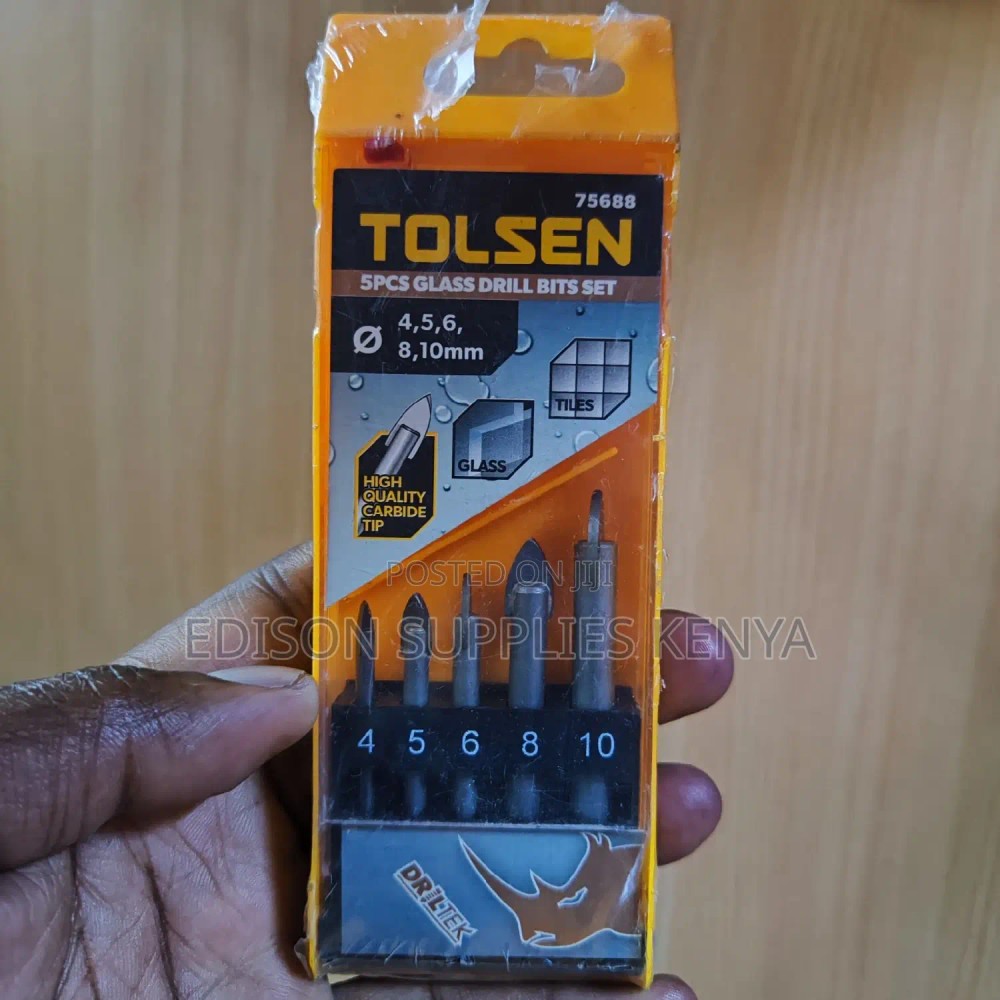 75688
TOLSEN
5PCS GLASS DRILL BITS SET
Ø 4,5,6,
8,10mm
TILES
GLASS
HIGH
QUALITY
CARBIDE
TIP
POSTED ON JIJI
EDISON SUPPLIES KENYA
4 5 6 8 10
DRILTEK